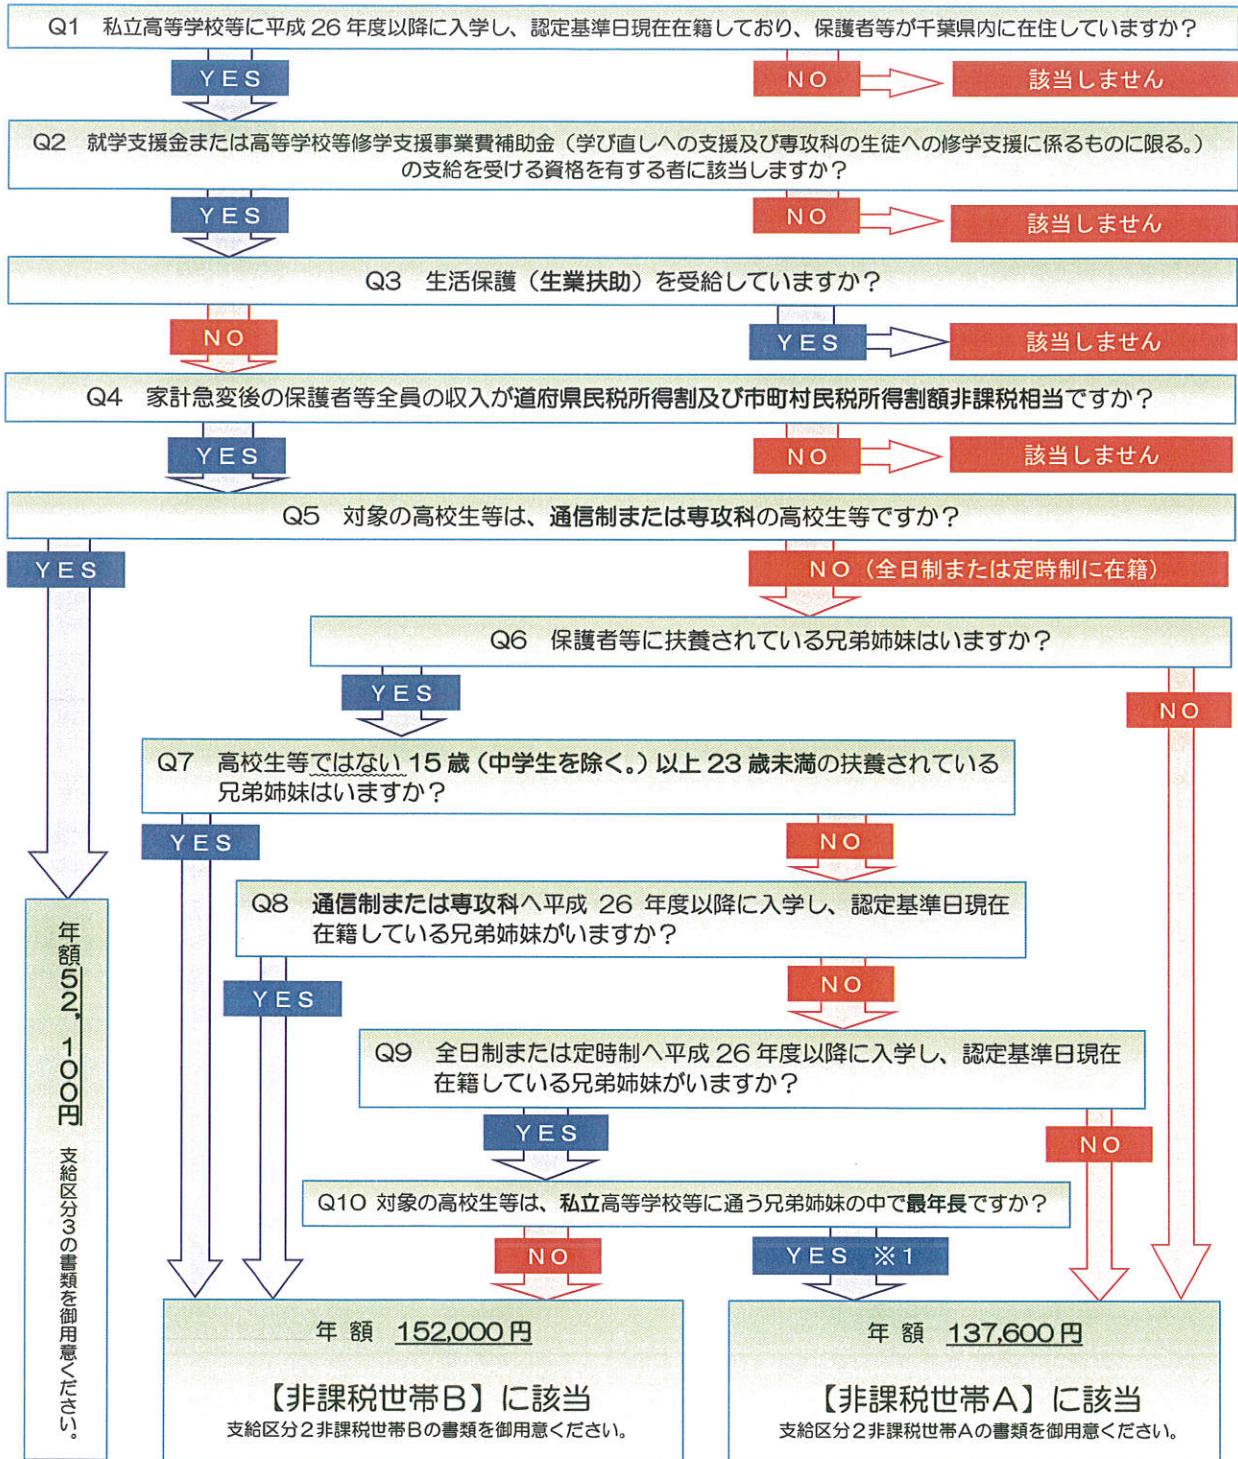 Q1 私立高等学校等に平成26年度以降に入学し、認定基準日現在在籍しており、保護者等が千葉県内に在住していますか？
YES
NO
該当しません
Q2 就学支援金または高等学校等修学支援事業費補助金（学び直しへの支援及び専攻科の生徒への修学支援に係るものに限る。）
の支給を受ける資格を有する者に該当しますか？
YES
NO
該当しません
Q3 生活保護（生業扶助）を受給していますか？
NO
YES
該当しません
Q4 家計急変後の保護者等全員の収入が道府県民税所得割及び市町村民税所得割額非課税相当ですか？
YES
NO
該当しません
Q5 対象の高校生等は、通信制または専攻科の高校生等ですか？
YES
NO（全日制または定時制に在籍）
Q6 保護者等に扶養されている兄弟姉妹はいますか？
YES
NO
Q7 高校生等ではない15歳（中学生を除く。）以上23歳未満の扶養されている
兄弟姉妹はいますか？
YES
NO
Q8 通信制または専攻科へ平成26年度以降に入学し、認定基準日現在
在籍している兄弟姉妹がいますか？
YES
NO
Q9 全日制または定時制へ平成26年度以降に入学し、認定基準日現在
在籍している兄弟姉妹がいますか？
YES
NO
Q10 対象の高校生等は、私立高等学校等に通う兄弟姉妹の中で最年長ですか？
NO
YES ※1
年額52,100円 支給区分3の書類を御用意ください。
年額 152,000円
【非課税世帯B】に該当
支給区分2非課税世帯Bの書類を御用意ください。
年額 137,600円
【非課税世帯A】に該当
支給区分2非課税世帯Aの書類を御用意ください。